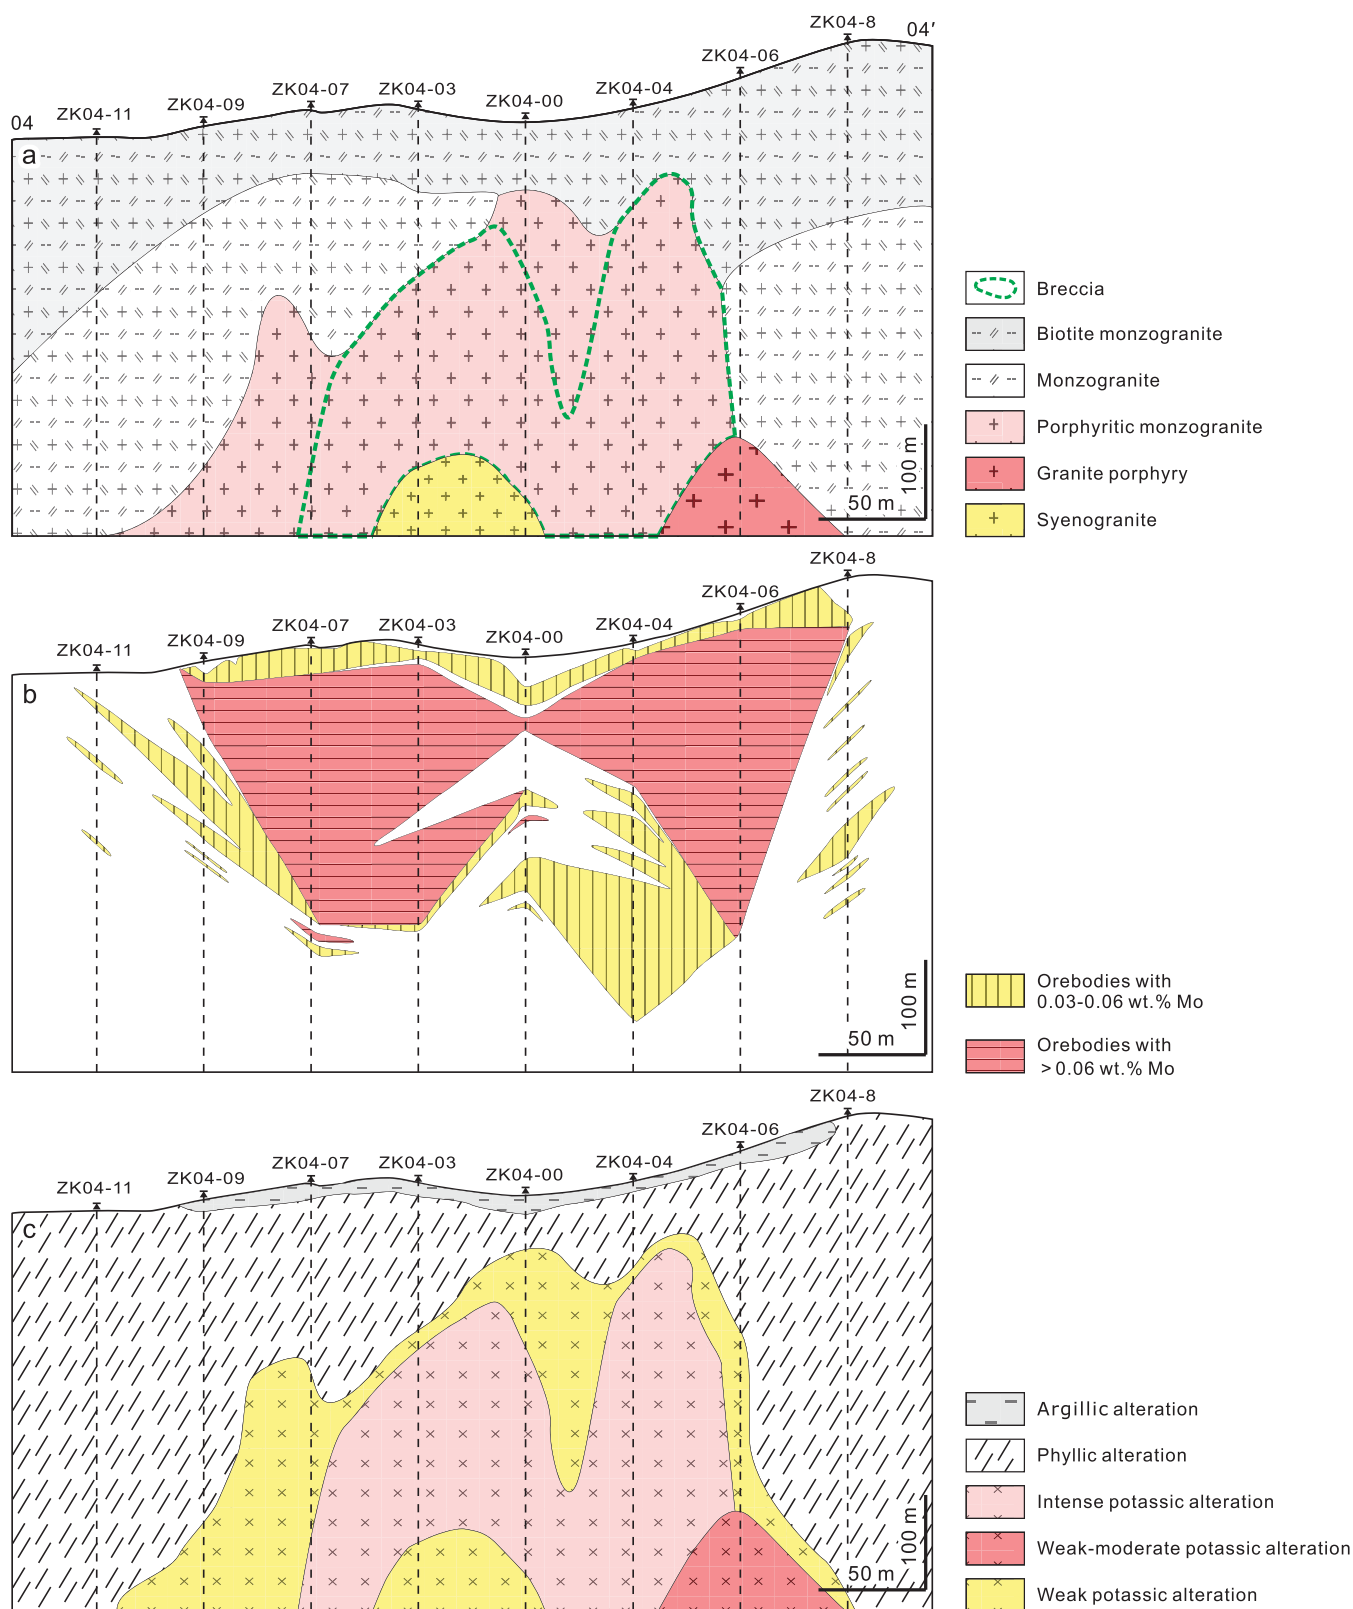 ZK04-8
04′
ZK04-06
ZK04-07
ZK04-03
ZK04-04
ZK04-09
ZK04-00
ZK04-11
04
a
Breccia
Biotite monzogranite
Monzogranite
Porphyritic monzogranite
Granite porphyry
Syenogranite
100 m
50 m
ZK04-8
ZK04-06
ZK04-07
ZK04-03
ZK04-04
ZK04-09
ZK04-00
ZK04-11
b
100 m
50 m
Orebodies with
0.03-0.06 wt.% Mo
Orebodies with
>0.06 wt.% Mo
ZK04-8
ZK04-06
ZK04-07
ZK04-03
ZK04-04
ZK04-09
ZK04-00
ZK04-11
c
Argillic alteration
Phyllic alteration
Intense potassic alteration
Weak-moderate potassic alteration
Weak potassic alteration
100 m
50 m